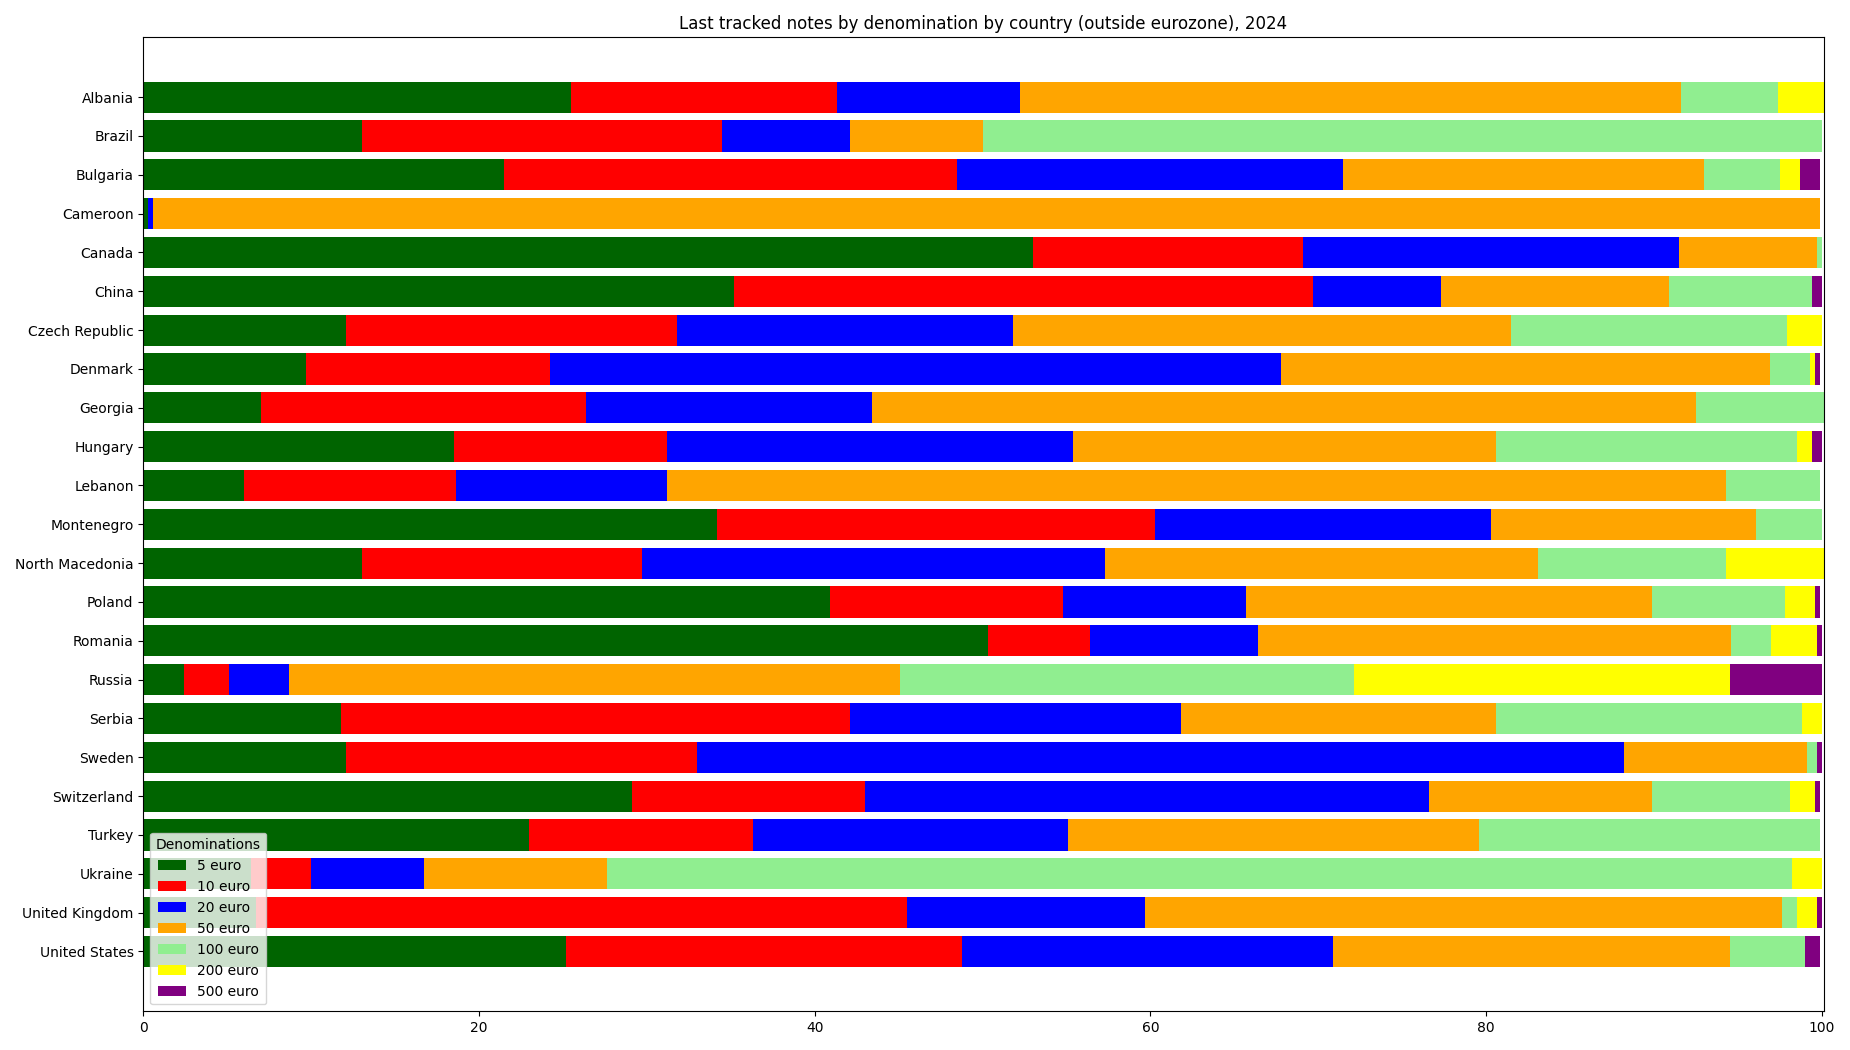 Last tracked notes by denomination by country (outside eurozone), 2024
Albania
Brazil
Bulgaria
Cameroon
Canada
China
Czech Republic
Denmark
Georgia
Hungary
Lebanon
Montenegro
North Macedonia
Poland
Romania
Russia
Serbia
Sweden
Switzerland
Turkey
Ukraine
United Kingdom
United States
Denominations
5 euro
10 euro
20 euro
50 euro
100 euro
200 euro
500 euro
0 20 40 60 80 100